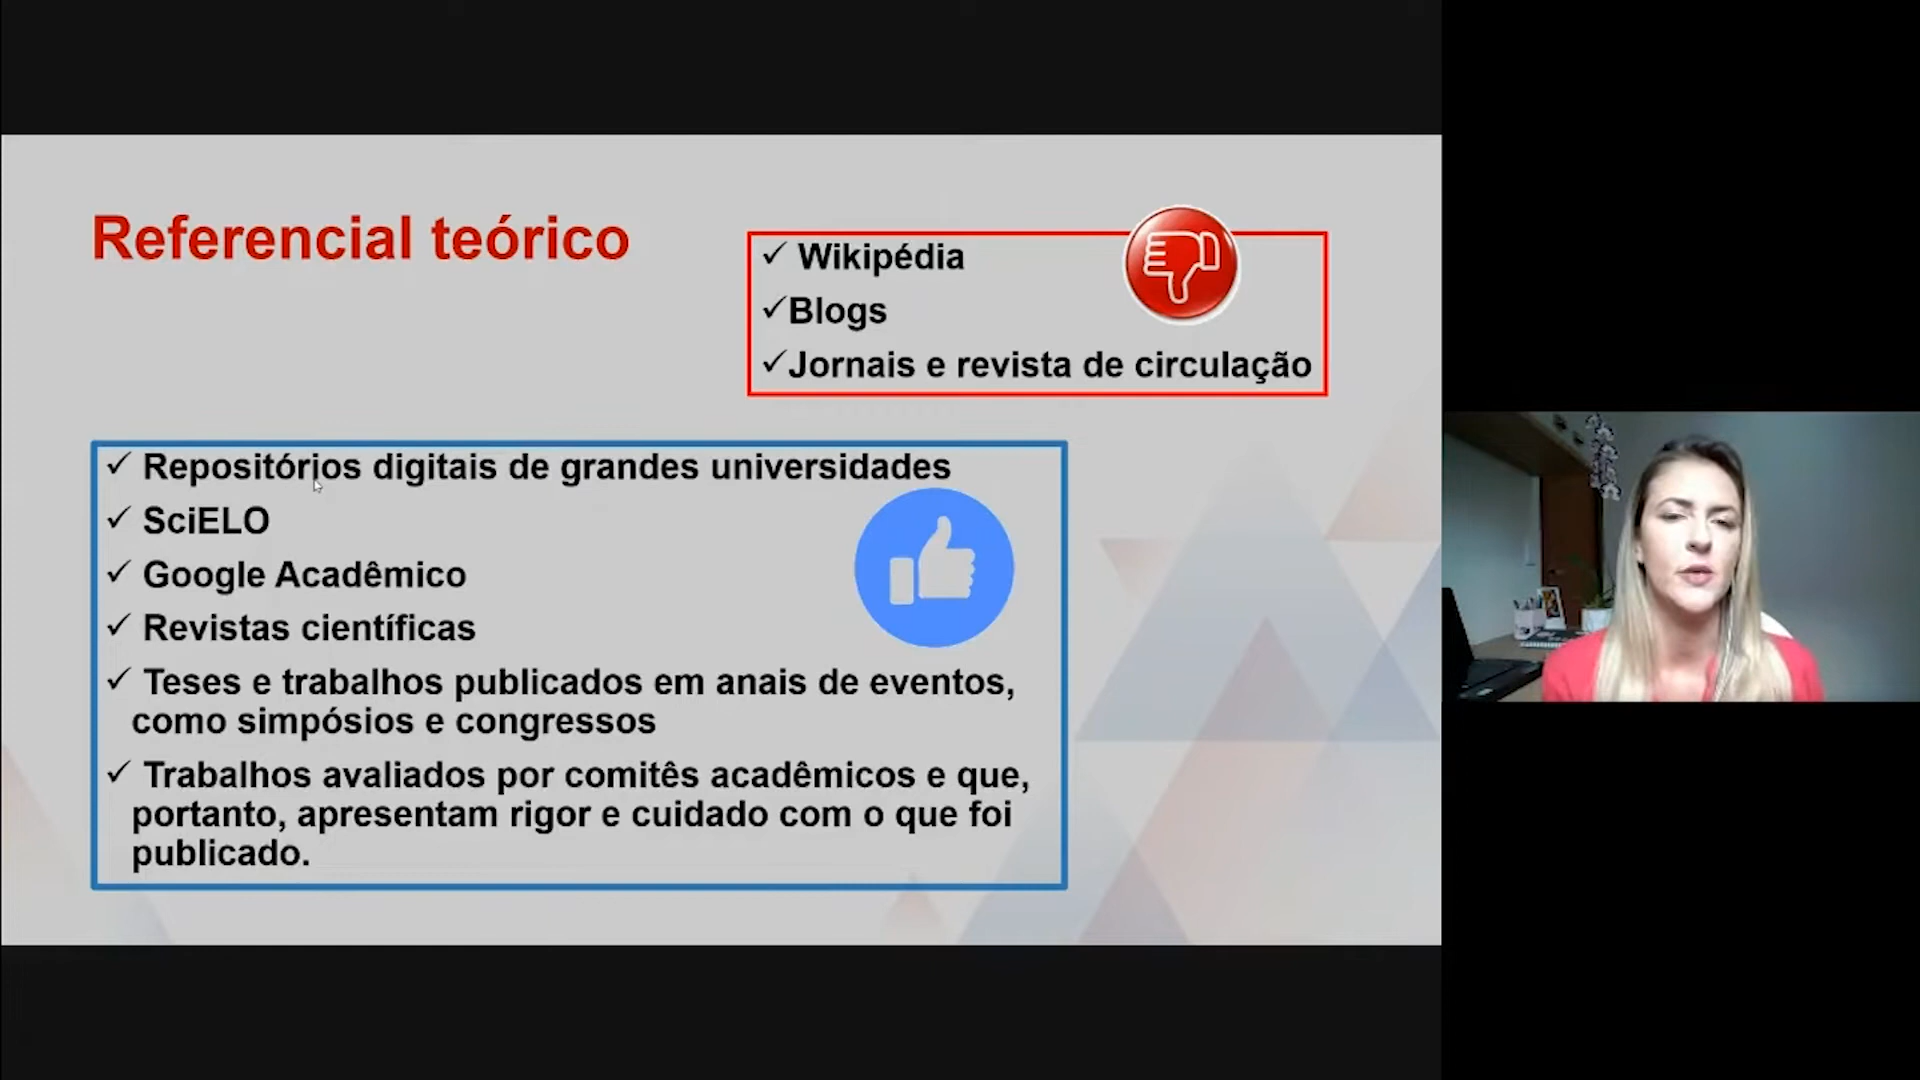 Referencial teórico
✓ Wikipédia
✓Blogs
✓Jornais e revista de circulação
✓ Repositórios digitais de grandes universidades
✓ SciELO
✓ Google Acadêmico
✓ Revistas científicas
✓ Teses e trabalhos publicados em anais de eventos,
como simpósios e congressos
✓ Trabalhos avaliados por comitês acadêmicos e que,
portanto, apresentam rigor e cuidado com o que foi
publicado.